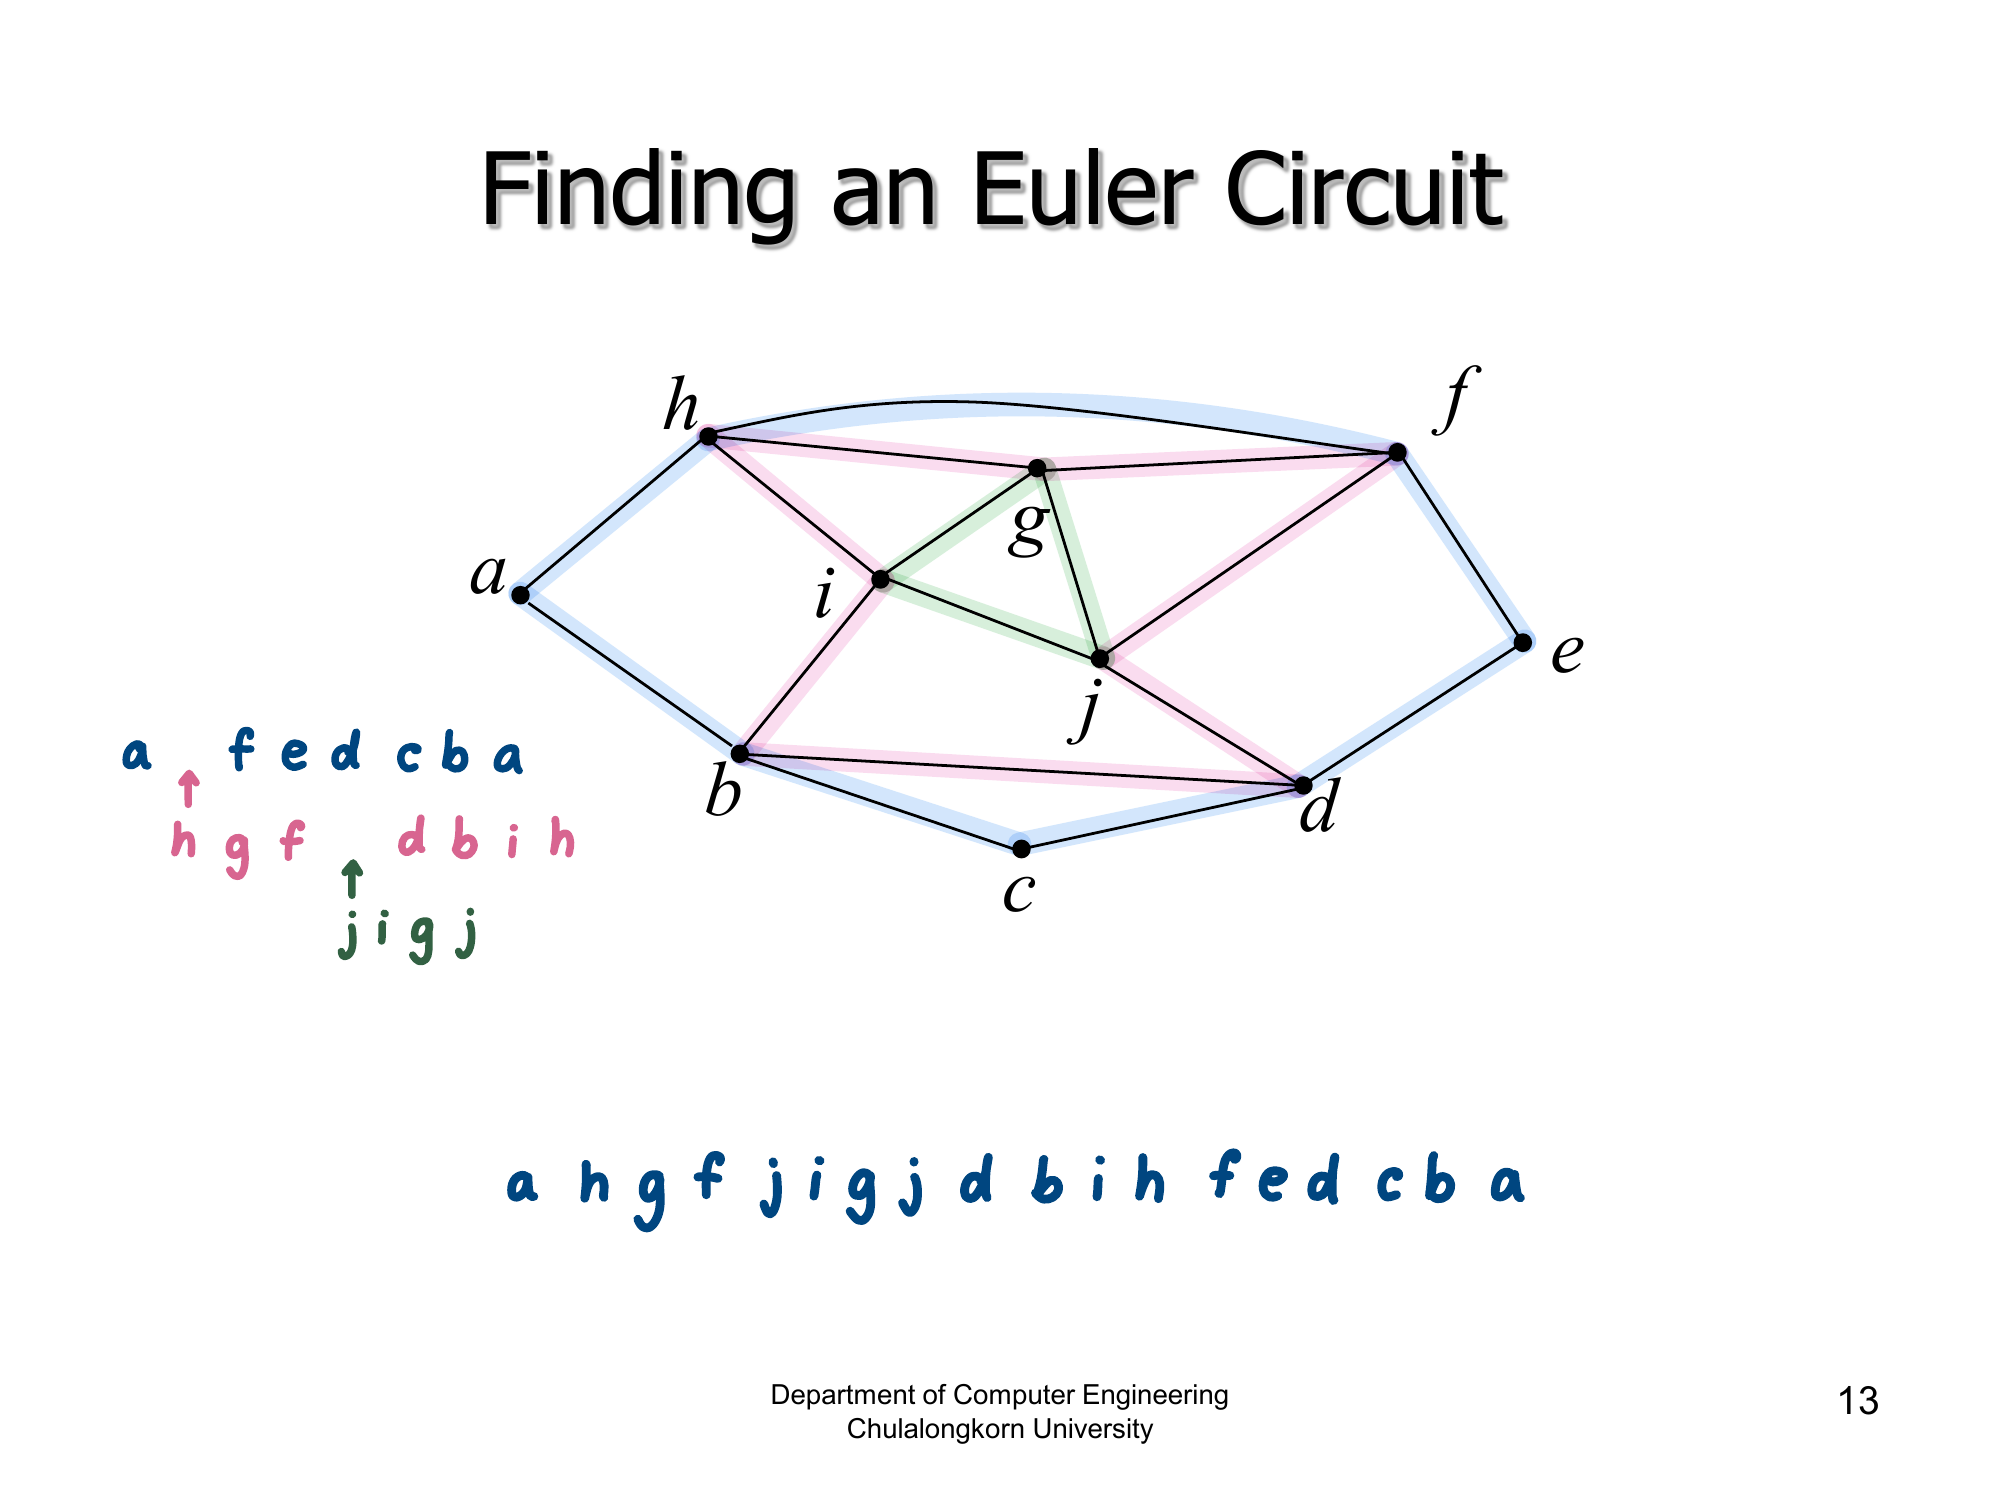 Finding an Euler Circuit
h
f
g
a
i
e
j
b
d
c
a f e d c b a
↑
h g f d b i h
↑
j i g j
a h g f j i g j d b i h f e d c b a
Department of Computer Engineering
Chulalongkorn University
13